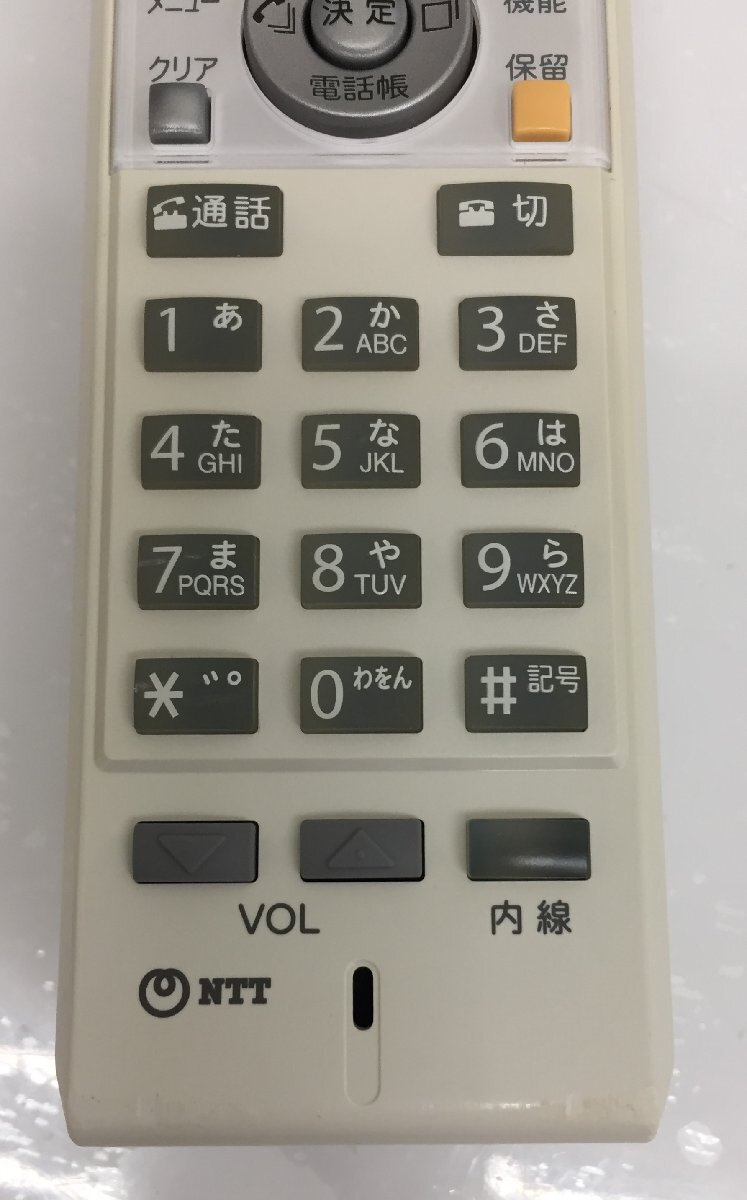 メニュー
決定
機能
クリア
電話帳
保留
通話
切
1 あ
2 か ABC
3 さ DEF
4 た GHI
5 な JKL
6 は MNO
7 ま PQRS
8 や TUV
9 ら WXYZ
* ゛゜
0 わをん
# 記号
VOL
内線
NTT